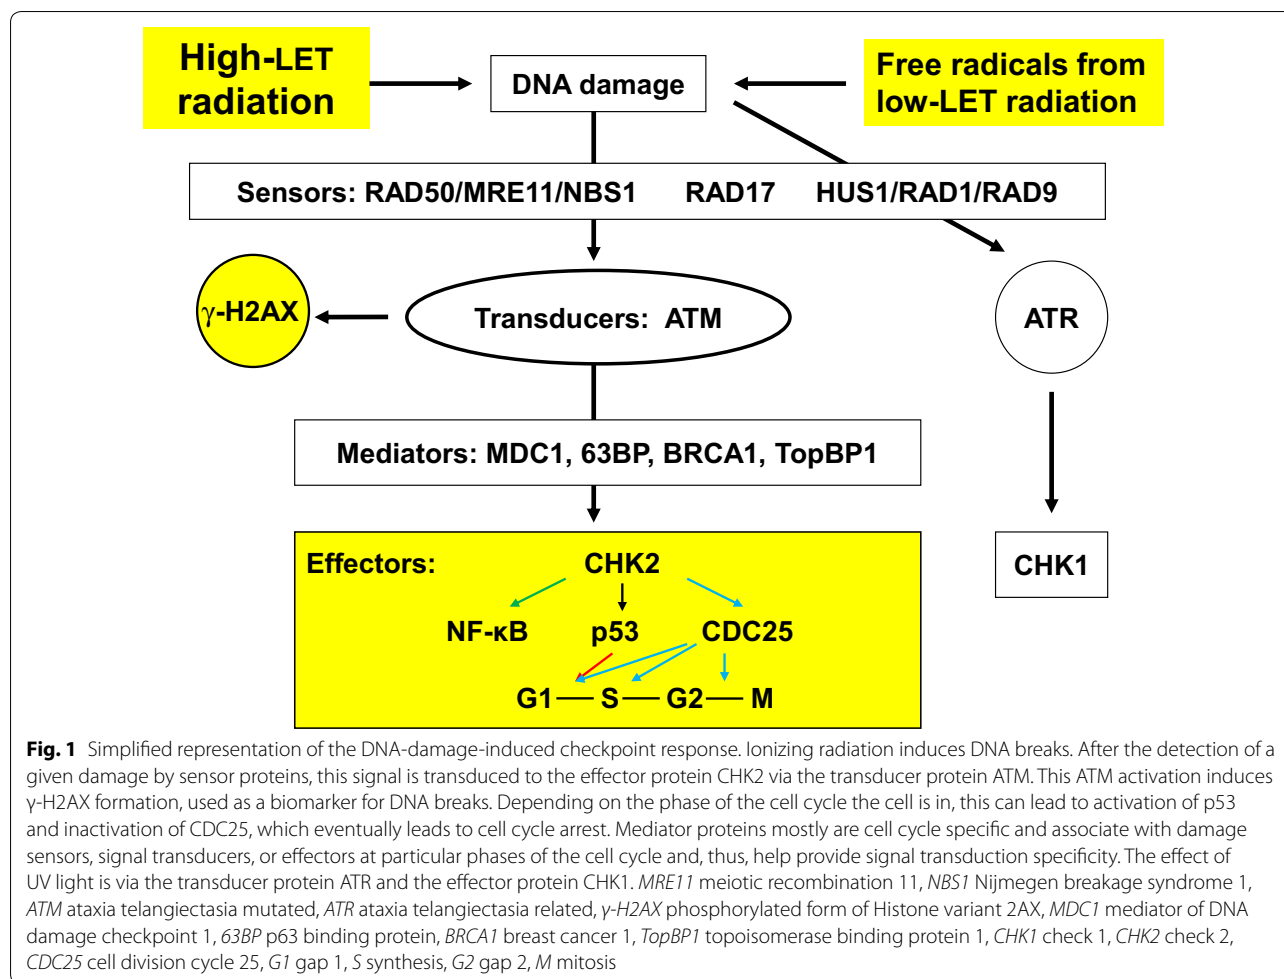 High-LET
radiation
DNA damage
Free radicals from
low-LET radiation
Sensors: RAD50/MRE11/NBS1 RAD17 HUS1/RAD1/RAD9
γ-H2AX
Transducers: ATM
ATR
Mediators: MDC1, 63BP, BRCA1, TopBP1
Effectors: CHK2
CHK1
NF-κB p53 CDC25
G1 — S — G2 — M
Fig. 1 Simplified representation of the DNA-damage-induced checkpoint response. Ionizing radiation induces DNA breaks. After the detection of a
given damage by sensor proteins, this signal is transduced to the effector protein CHK2 via the transducer protein ATM. This ATM activation induces
γ-H2AX formation, used as a biomarker for DNA breaks. Depending on the phase of the cell cycle the cell is in, this can lead to activation of p53
and inactivation of CDC25, which eventually leads to cell cycle arrest. Mediator proteins mostly are cell cycle specific and associate with damage
sensors, signal transducers, or effectors at particular phases of the cell cycle and, thus, help provide signal transduction specificity. The effect of
UV light is via the transducer protein ATR and the effector protein CHK1. MRE11 meiotic recombination 11, NBS1 Nijmegen breakage syndrome 1,
ATM ataxia telangiectasia mutated, ATR ataxia telangiectasia related, γ-H2AX phosphorylated form of Histone variant 2AX, MDC1 mediator of DNA
damage checkpoint 1, 63BP p63 binding protein, BRCA1 breast cancer 1, TopBP1 topoisomerase binding protein 1, CHK1 check 1, CHK2 check 2,
CDC25 cell division cycle 25, G1 gap 1, S synthesis, G2 gap 2, M mitosis